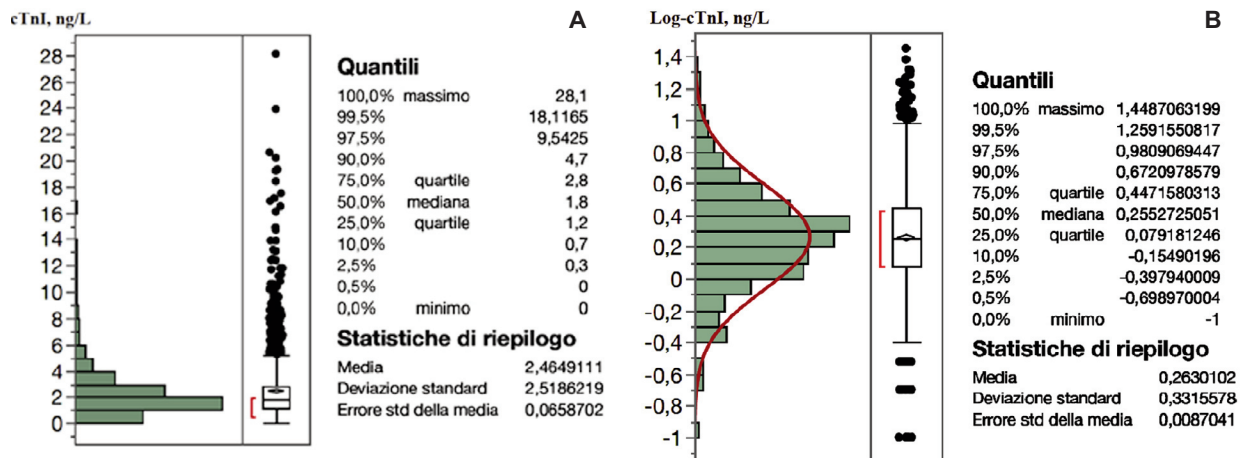 cTnI, ng/L
A
28
26
24
22
20
18
16
14
12
10
8
6
4
2
0
Quantili
100,0% massimo 28,1
99,5% 18,1165
97,5% 9,5425
90,0% 4,7
75,0% quartile 2,8
50,0% mediana 1,8
25,0% quartile 1,2
10,0% 0,7
2,5% 0,3
0,5% 0
0,0% minimo 0
Statistiche di riepilogo
Media 2,4649111
Deviazione standard 2,5186219
Errore std della media 0,0658702
Log-cTnI, ng/L
B
1,4
1,2
1
0,8
0,6
0,4
0,2
0
-0,2
-0,4
-0,6
-0,8
-1
Quantili
100,0% massimo 1,4487063199
99,5% 1,2591550817
97,5% 0,9809069447
90,0% 0,6720978579
75,0% quartile 0,4471580313
50,0% mediana 0,2552725051
25,0% quartile 0,079181246
10,0% -0,15490196
2,5% -0,397940009
0,5% -0,698970004
0,0% minimo -1
Statistiche di riepilogo
Media 0,2630102
Deviazione standard 0,3315578
Errore std della media 0,0087041